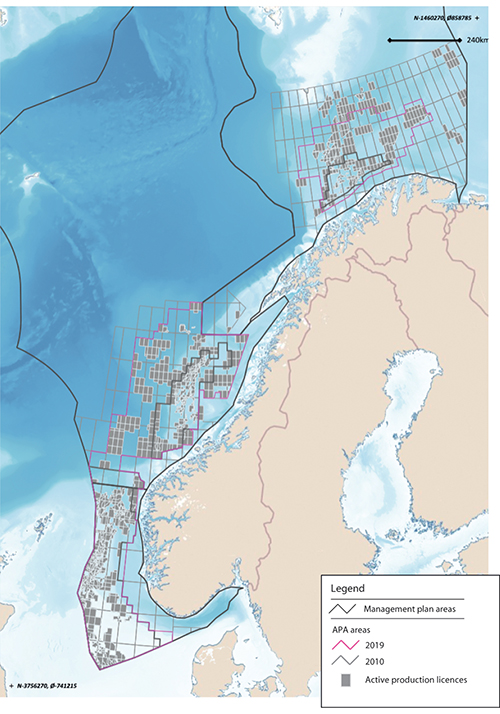 N-1460270, Ø858785 +
240km
Legend
Management plan areas
APA areas
2019
2010
Active production licences
+ N-3756270, Ø-741215